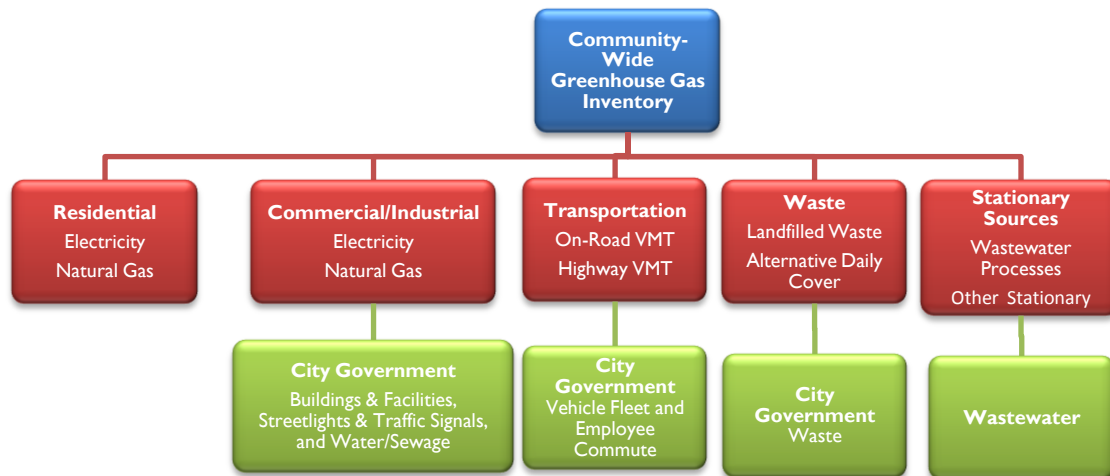 Community-
Wide
Greenhouse Gas
Inventory
Residential
Electricity
Natural Gas
Commercial/Industrial
Electricity
Natural Gas
Transportation
On-Road VMT
Highway VMT
Waste
Landfilled Waste
Alternative Daily
Cover
Stationary
Sources
Wastewater
Processes
Other Stationary
City Government
Buildings & Facilities,
Streetlights & Traffic Signals,
and Water/Sewage
City
Government
Vehicle Fleet and
Employee
Commute
City
Government
Waste
Wastewater